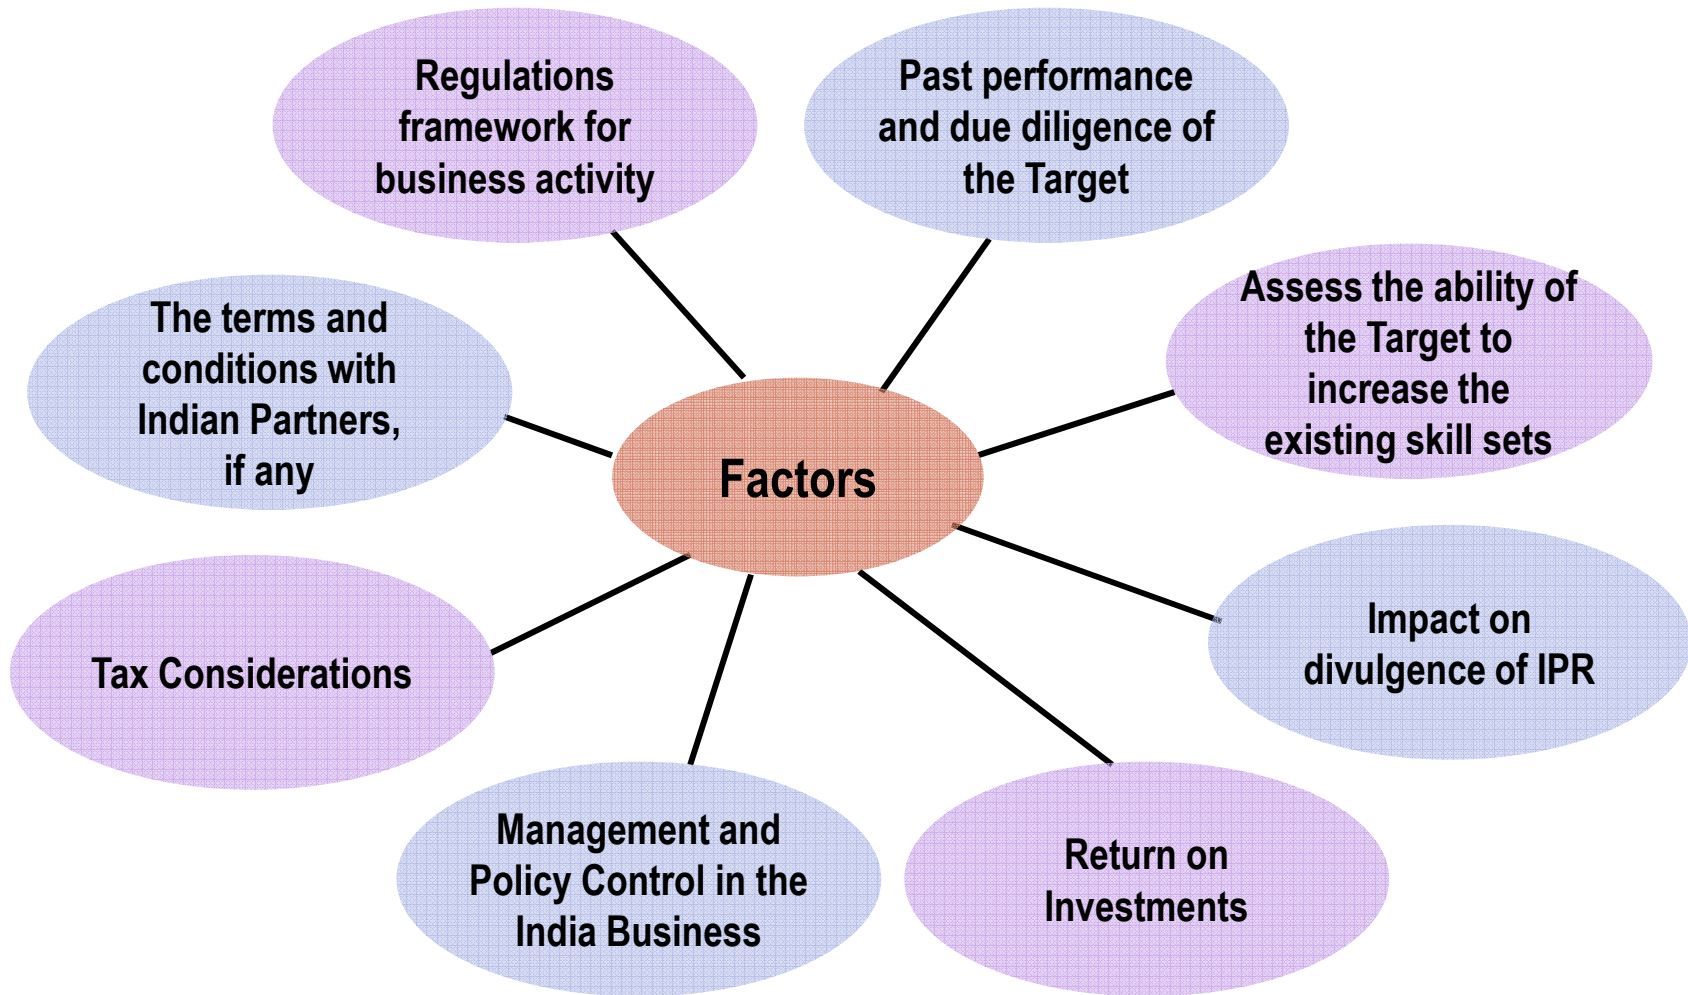 Regulations
framework for
business activity
Past performance
and due diligence of
the Target
Assess the ability of
the Target to
increase the
existing skill sets
The terms and
conditions with
Indian Partners,
if any
Factors
Impact on
divulgence of IPR
Tax Considerations
Management and
Policy Control in the
India Business
Return on
Investments